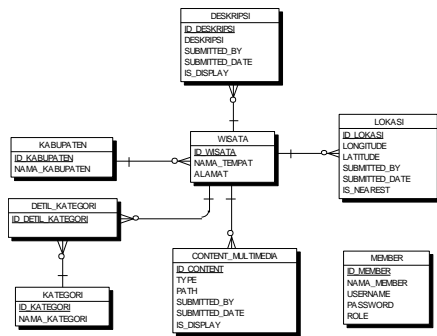 DESKRIPSI
ID_DESKRIPSI
DESKRIPSI
SUBMITTED_BY
SUBMITTED_DATE
IS_DISPLAY
KABUPATEN
ID_KABUPATEN
NAMA_KABUPATEN
WISATA
ID_WISATA
NAMA_TEMPAT
ALAMAT
LOKASI
ID_LOKASI
LONGITUDE
LATITUDE
SUBMITTED_BY
SUBMITTED_DATE
IS_NEAREST
DETIL_KATEGORI
ID_DETIL_KATEGORI
KATEGORI
ID_KATEGORI
NAMA_KATEGORI
CONTENT_MULTIMEDIA
ID_CONTENT
TYPE
PATH
SUBMITTED_BY
SUBMITTED_DATE
IS_DISPLAY
MEMBER
ID_MEMBER
NAMA_MEMBER
USERNAME
PASSWORD
ROLE